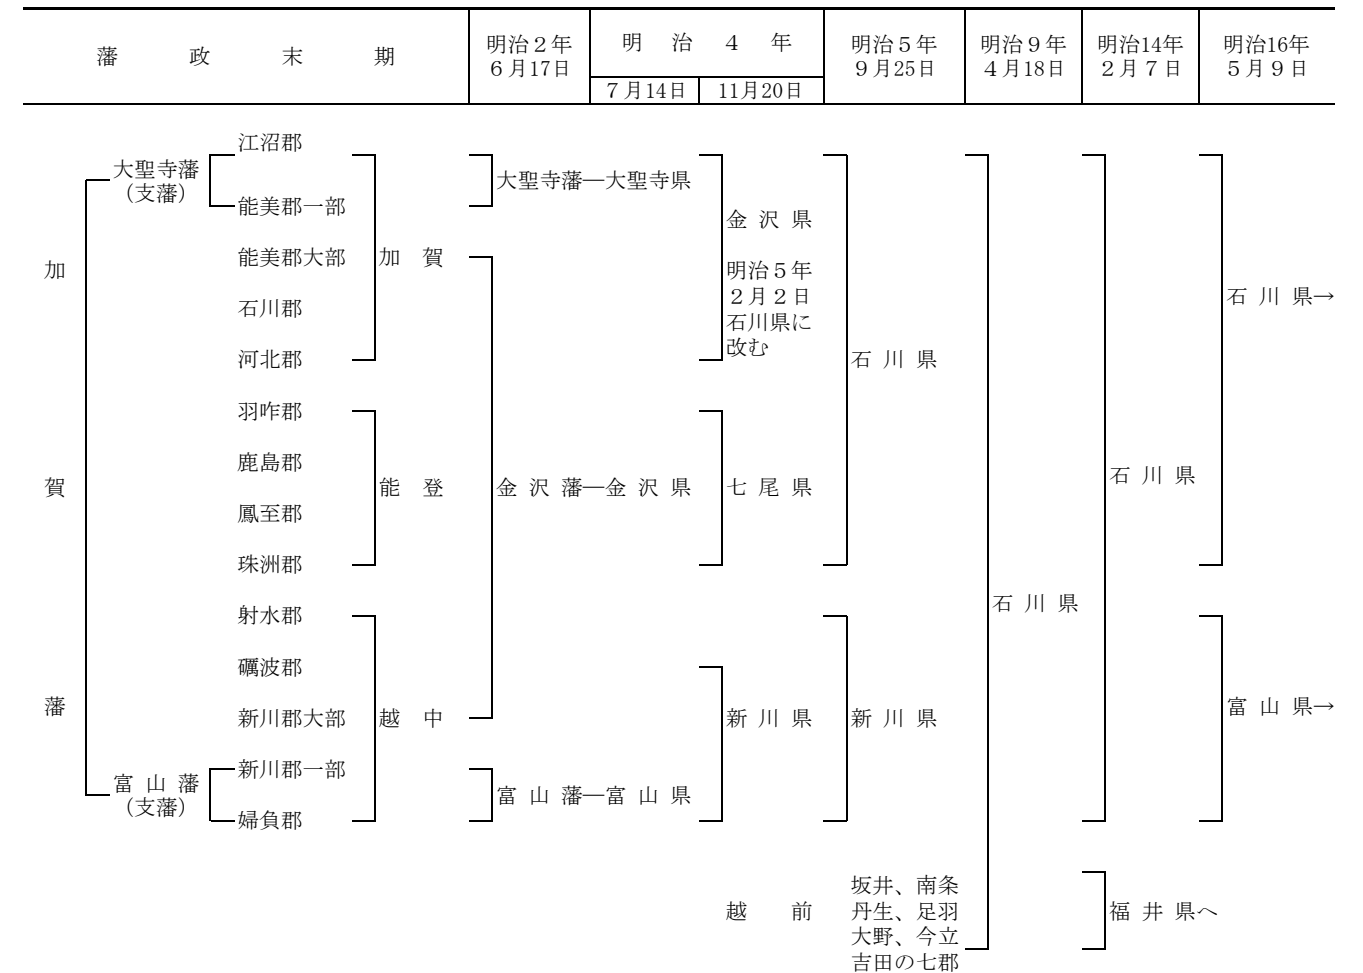 藩政末期
明治２年
６月17日
明治４年
７月14日
11月20日
明治５年
９月25日
明治９年
４月18日
明治14年
２月７日
明治16年
５月９日
加賀藩
大聖寺藩
（支藩）
富山藩
（支藩）
江沼郡
能美郡一部
能美郡大部
石川郡
河北郡
羽咋郡
鹿島郡
鳳至郡
珠洲郡
射水郡
礪波郡
新川郡大部
新川郡一部
婦負郡
加賀
能登
越中
大聖寺藩―大聖寺県
金沢藩―金沢県
富山藩―富山県
金沢県
明治５年
２月２日
石川県に
改む
七尾県
新川県
越前
石川県
新川県
坂井、南条
丹生、足羽
大野、今立
吉田の七郡
石川県
石川県
福井県へ
石川県→
富山県→